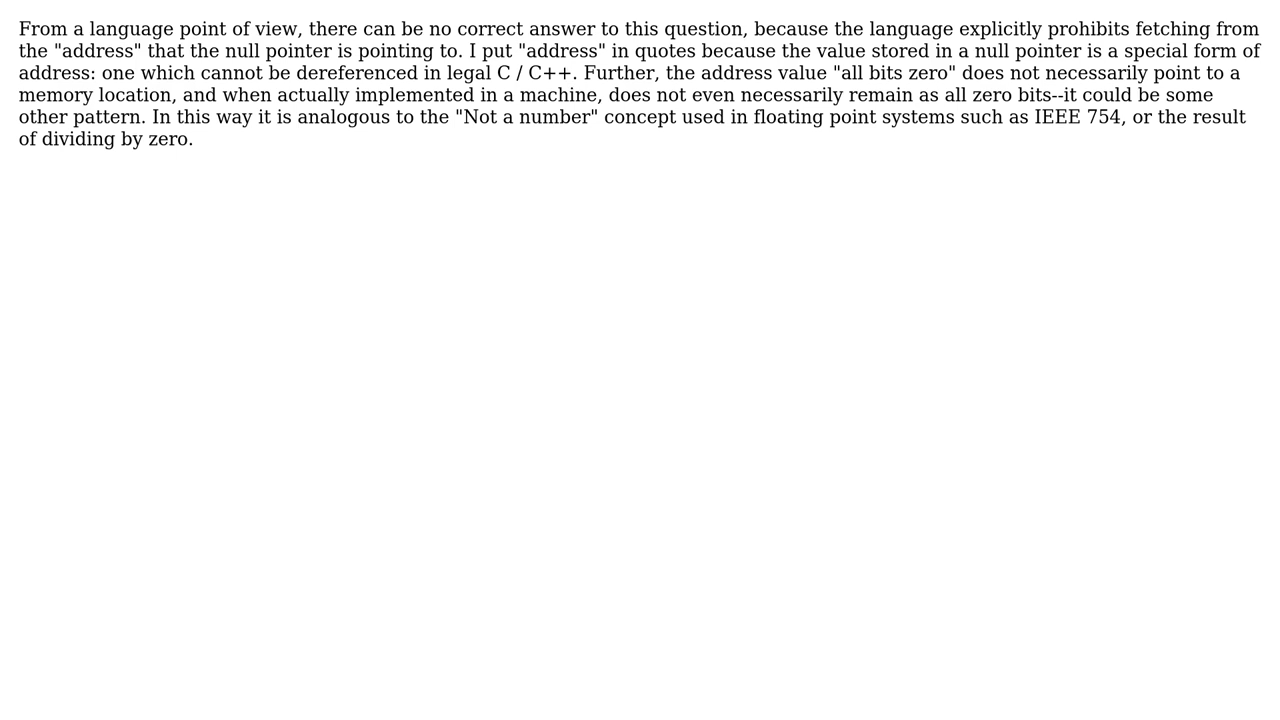 From a language point of view, there can be no correct answer to this question, because the language explicitly prohibits fetching from
the "address" that the null pointer is pointing to. I put "address" in quotes because the value stored in a null pointer is a special form of
address: one which cannot be dereferenced in legal C / C++. Further, the address value "all bits zero" does not necessarily point to a
memory location, and when actually implemented in a machine, does not even necessarily remain as all zero bits--it could be some
other pattern. In this way it is analogous to the "Not a number" concept used in floating point systems such as IEEE 754, or the result
of dividing by zero.